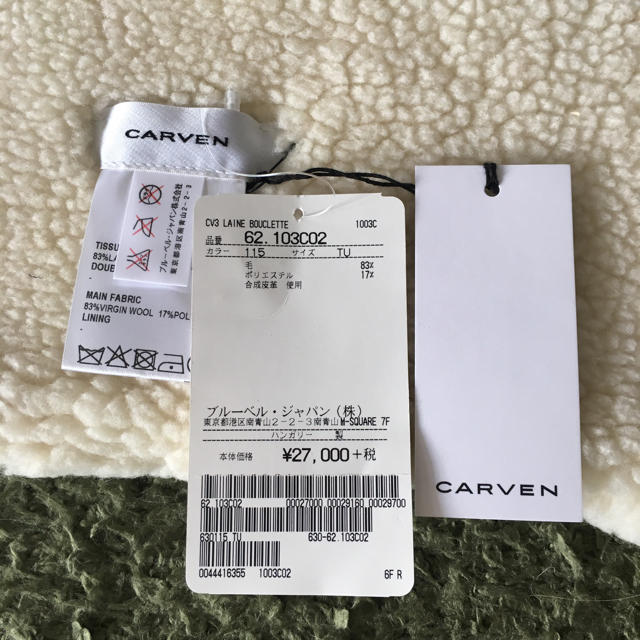 CARVEN
ブルーベル・ジャパン株式会社
東京都港区南青山2-2-3
TISSU
83%LA
DOUB
MAIN FABRIC
83%VIRGIN WOOL 17%POL
LINING
CV3 LAINE BOUCLETTE 1003C
品番 62.103C02
カラー 115 サイズ TU
毛 83%
ポリエステル 17%
合成皮革 使用
ブルーベル・ジャパン(株)
東京都港区南青山2-2-3南青山M-SQUARE 7F
ハンガリー 製
本体価格 ¥27,000+税
62.103C02 00027000 00029160 00029700
630115 TU 630-62.103C02
0044416355 1003C02 6F R
CARVEN